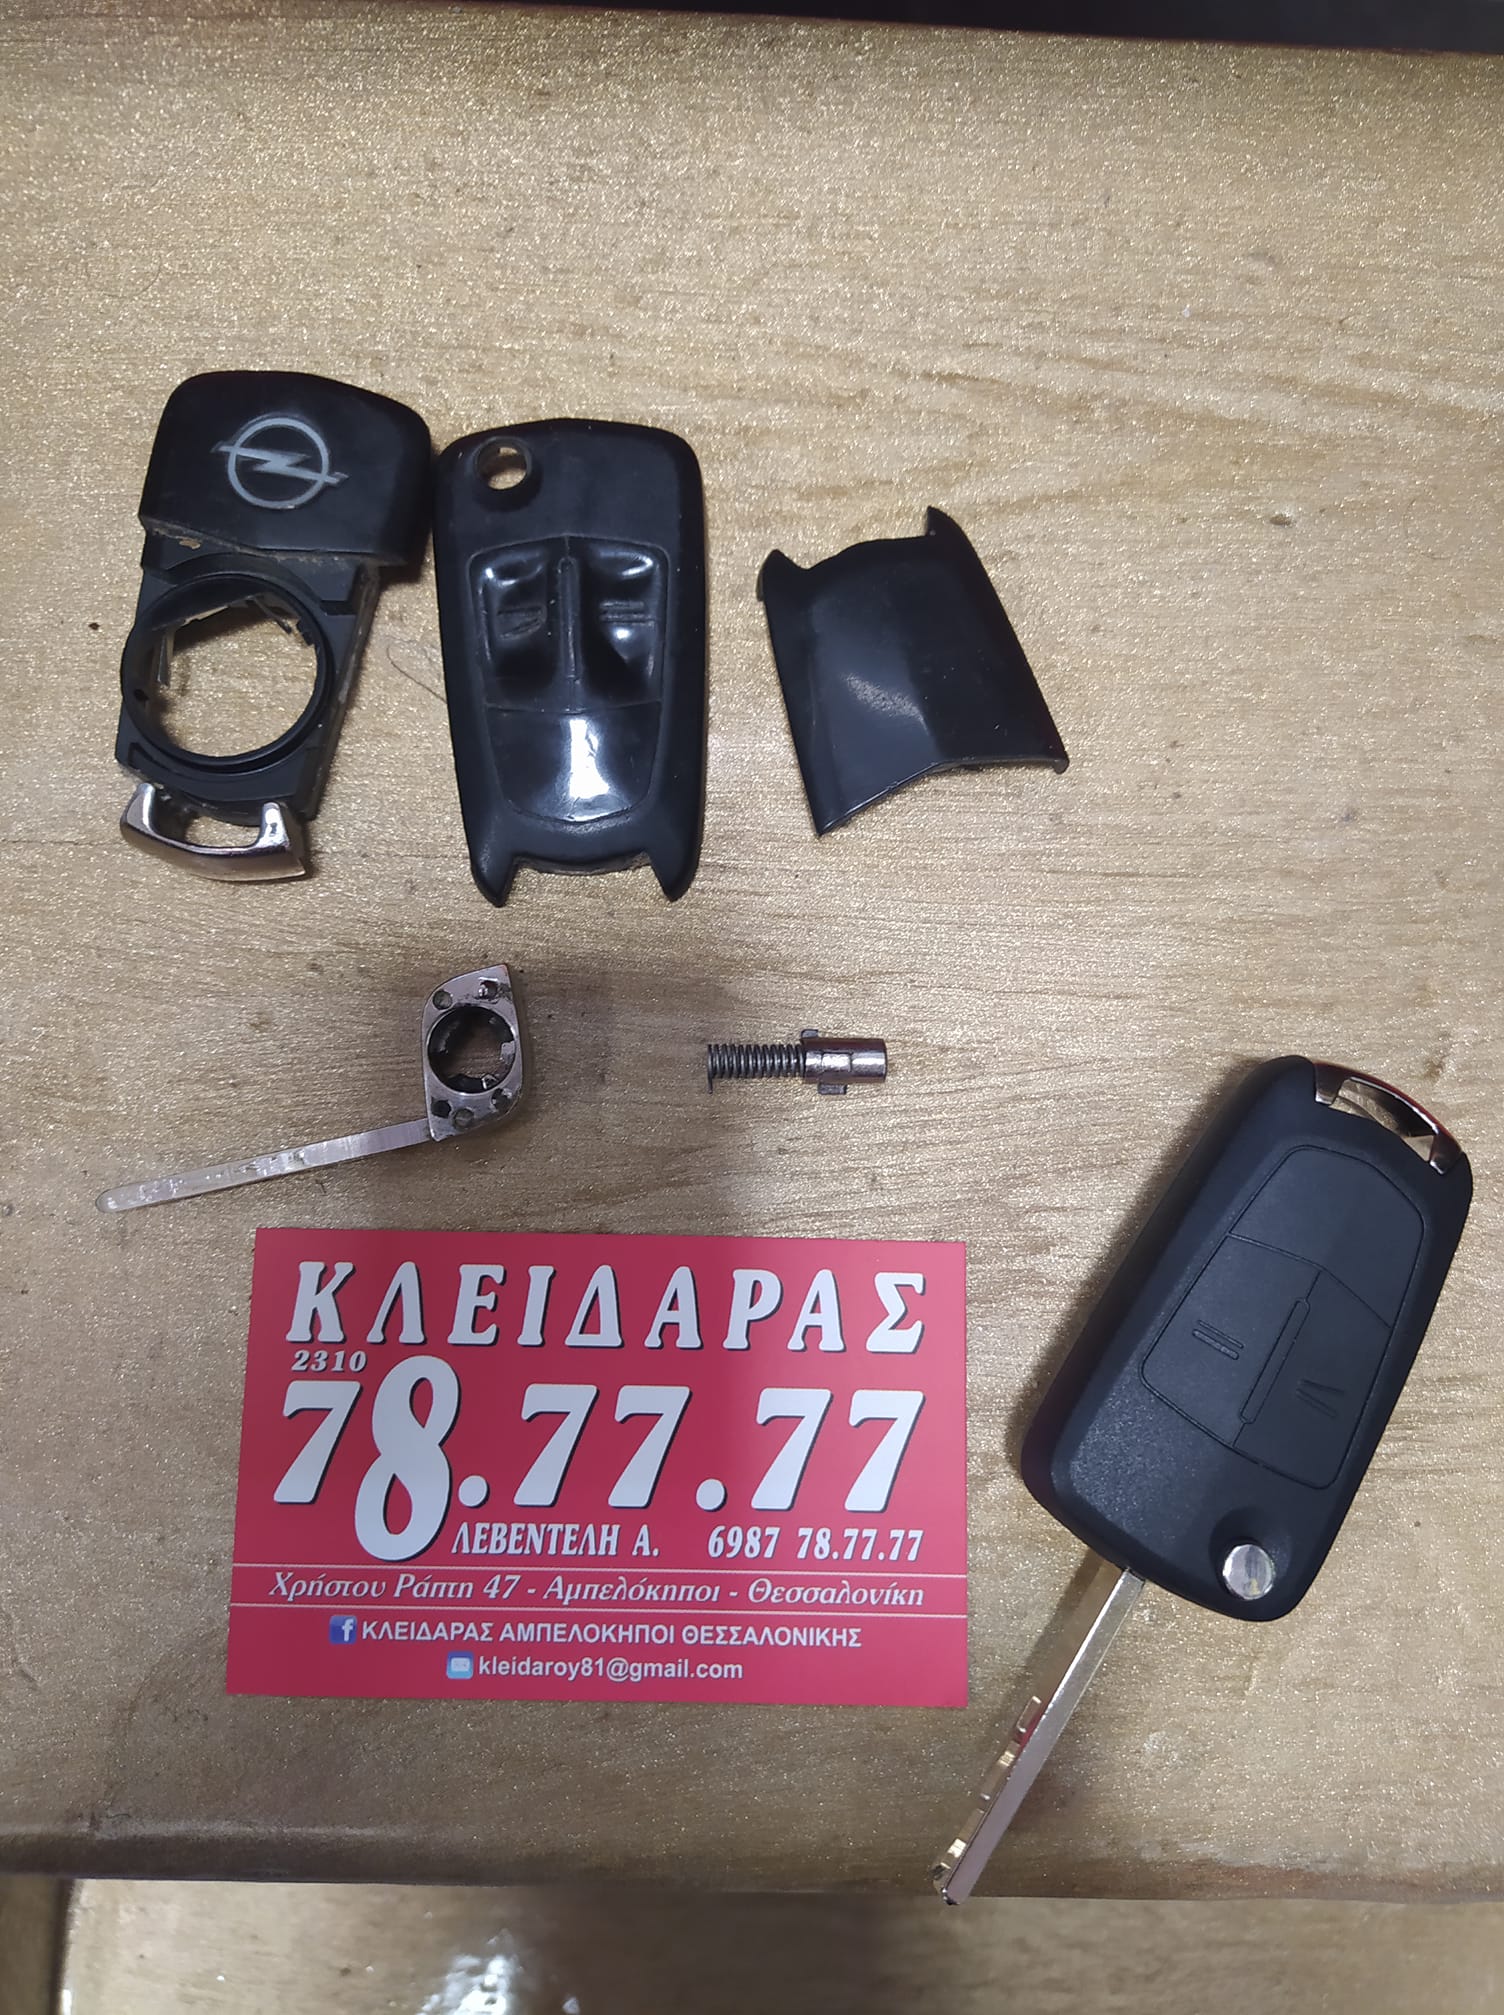 ΚΛΕΙΔΑΡΑΣ
2310
78.77.77
ΛΕΒΕΝΤΕΛΗ Α. 6987 78.77.77
Χρήστου Ράπτη 47 - Αμπελόκηποι - Θεσσαλονίκη
ΚΛΕΙΔΑΡΑΣ ΑΜΠΕΛΟΚΗΠΟΙ ΘΕΣΣΑΛΟΝΙΚΗΣ
kleidaroy81@gmail.com